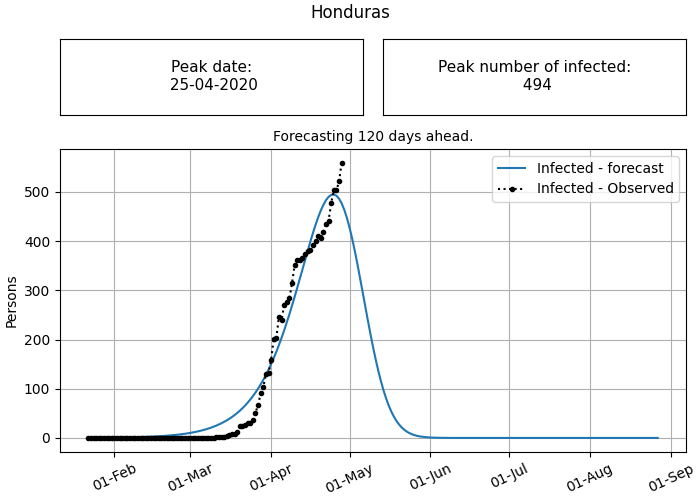 Honduras
Peak date:
25-04-2020
Peak number of infected:
494
Forecasting 120 days ahead.
Infected - forecast
Infected - Observed
Persons
500
400
300
200
100
0
01-Feb
01-Mar
01-Apr
01-May
01-Jun
01-Jul
01-Aug
01-Sep